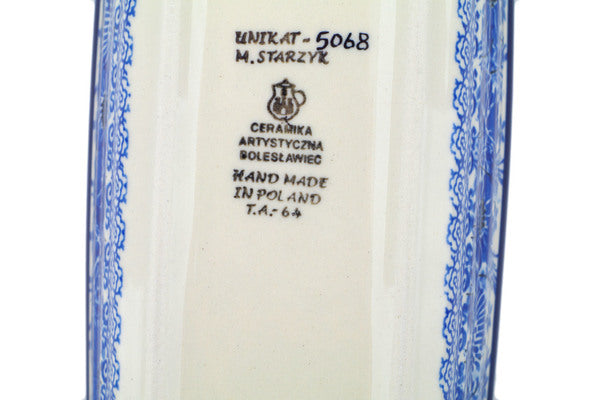 UNIKAT - 5068
M. STARZYK
CERAMIKA
ARTYSTYCZNA
BOLESŁAWIEC
HAND MADE
IN POLAND
T.A.- 64